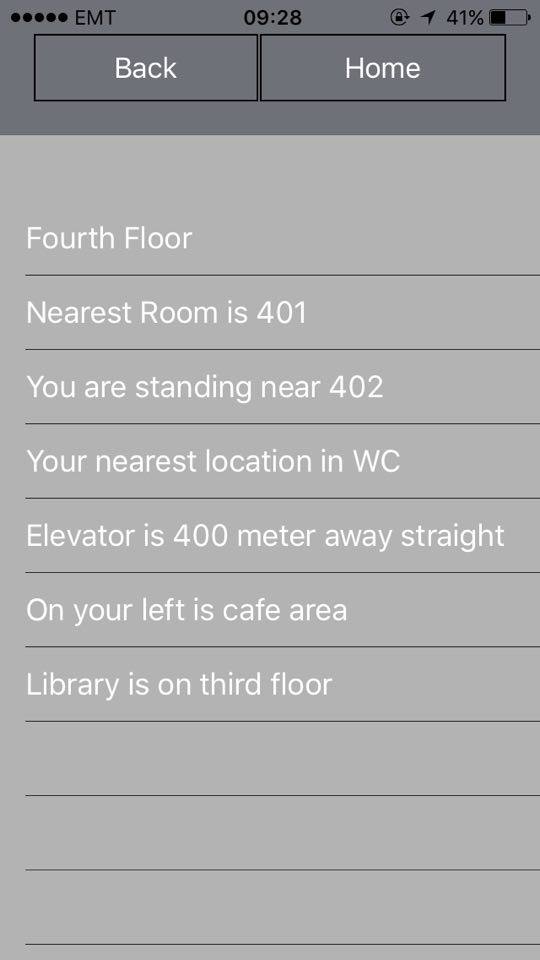 EMT 09:28 41%
Back Home
Fourth Floor
Nearest Room is 401
You are standing near 402
Your nearest location in WC
Elevator is 400 meter away straight
On your left is cafe area
Library is on third floor